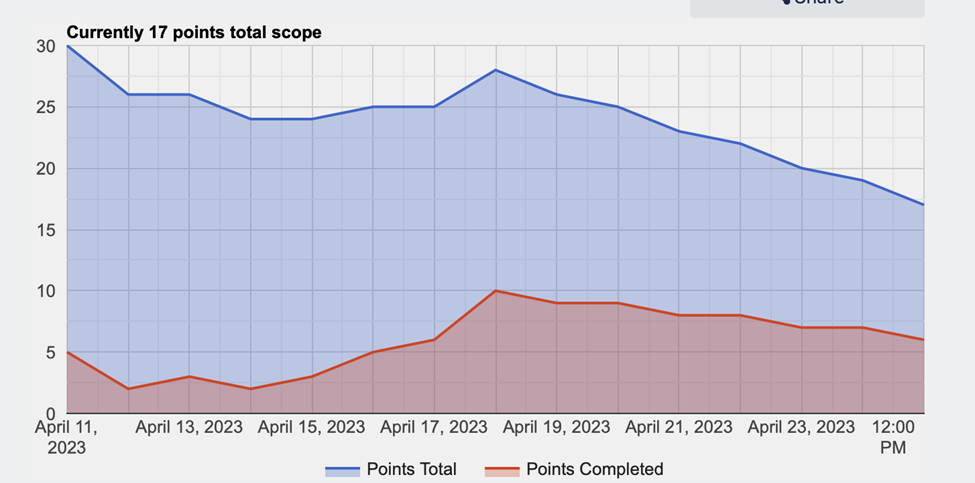 Share
Currently 17 points total scope
30
25
20
15
10
5
0
April 11, 2023
April 13, 2023
April 15, 2023
April 17, 2023
April 19, 2023
April 21, 2023
April 23, 2023
12:00 PM
Points Total
Points Completed